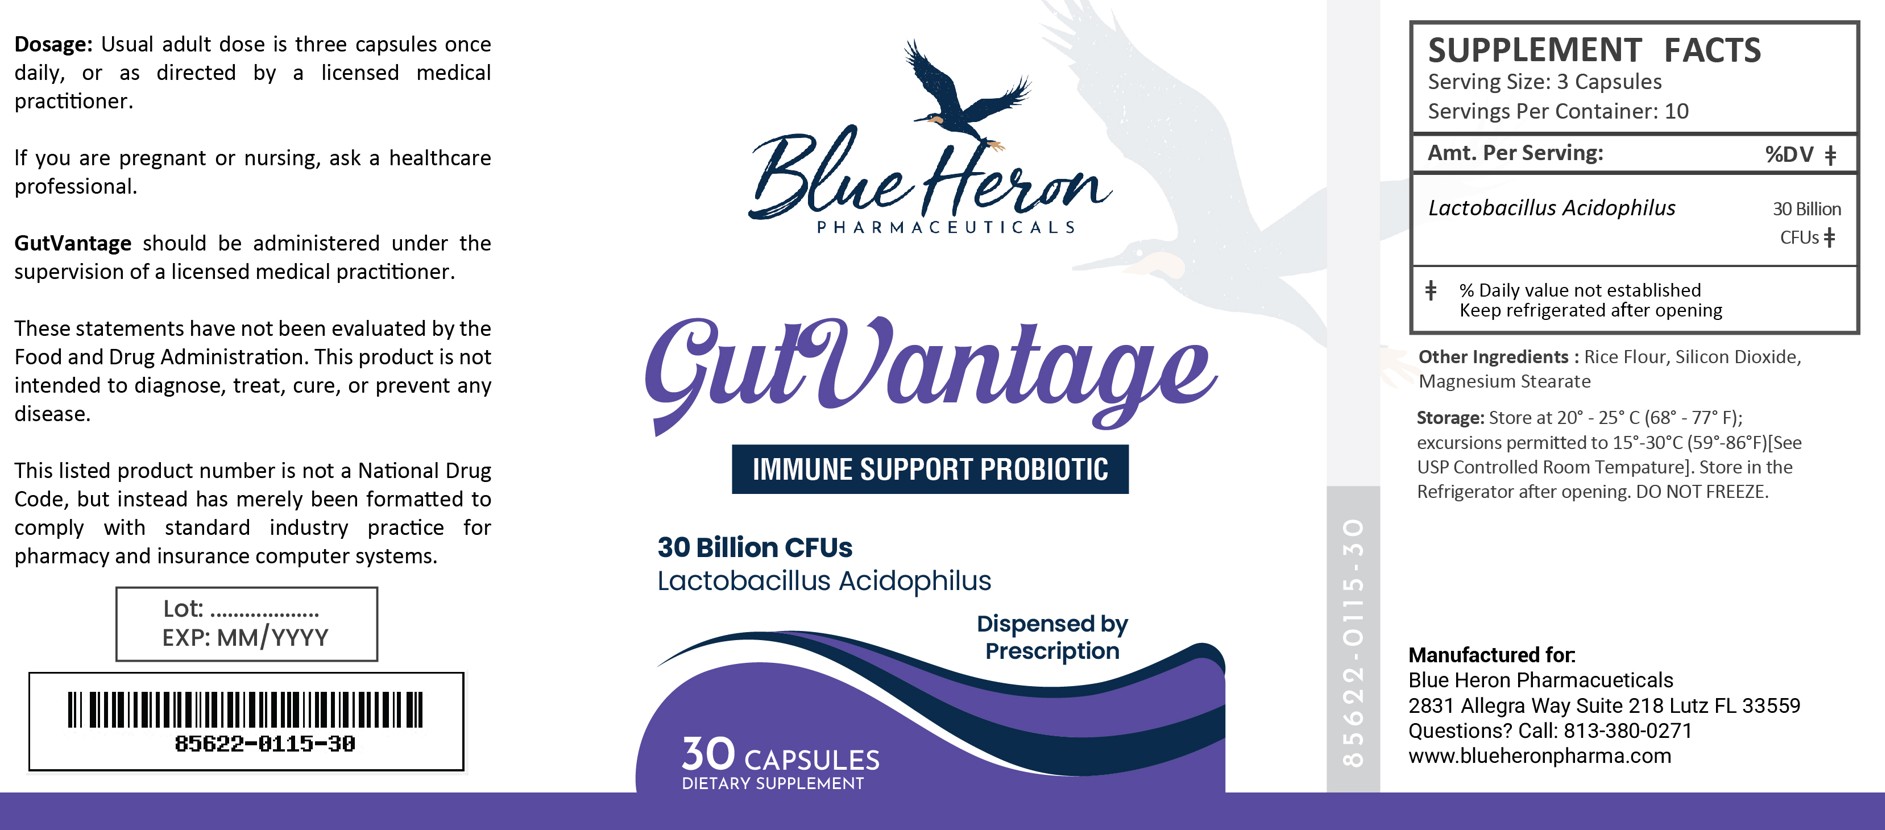 Dosage: Usual adult dose is three capsules once
daily, or as directed by a licensed medical
practitioner.
If you are pregnant or nursing, ask a healthcare
professional.
GutVantage should be administered under the
supervision of a licensed medical practitioner.
These statements have not been evaluated by the
Food and Drug Administration. This product is not
intended to diagnose, treat, cure, or prevent any
disease.
This listed product number is not a National Drug
Code, but instead has merely been formatted to
comply with standard industry practice for
pharmacy and insurance computer systems.
Lot: ...................
EXP: MM/YYYY
85622-0115-30
Blue Heron
PHARMACEUTICALS
GutVantage
IMMUNE SUPPORT PROBIOTIC
30 Billion CFUs
Lactobacillus Acidophilus
Dispensed by
Prescription
30 CAPSULES
DIETARY SUPPLEMENT
85622-0115-30
SUPPLEMENT FACTS
Serving Size: 3 Capsules
Servings Per Container: 10
Amt. Per Serving: %DV ǂ
Lactobacillus Acidophilus 30 Billion
CFUs ǂ
ǂ % Daily value not established
Keep refrigerated after opening
Other Ingredients : Rice Flour, Silicon Dioxide,
Magnesium Stearate
Storage: Store at 20° - 25° C (68° - 77° F);
excursions permitted to 15°-30°C (59°-86°F)[See
USP Controlled Room Tempature]. Store in the
Refrigerator after opening. DO NOT FREEZE.
Manufactured for:
Blue Heron Pharmacueticals
2831 Allegra Way Suite 218 Lutz FL 33559
Questions? Call: 813-380-0271
www.blueheronpharma.com